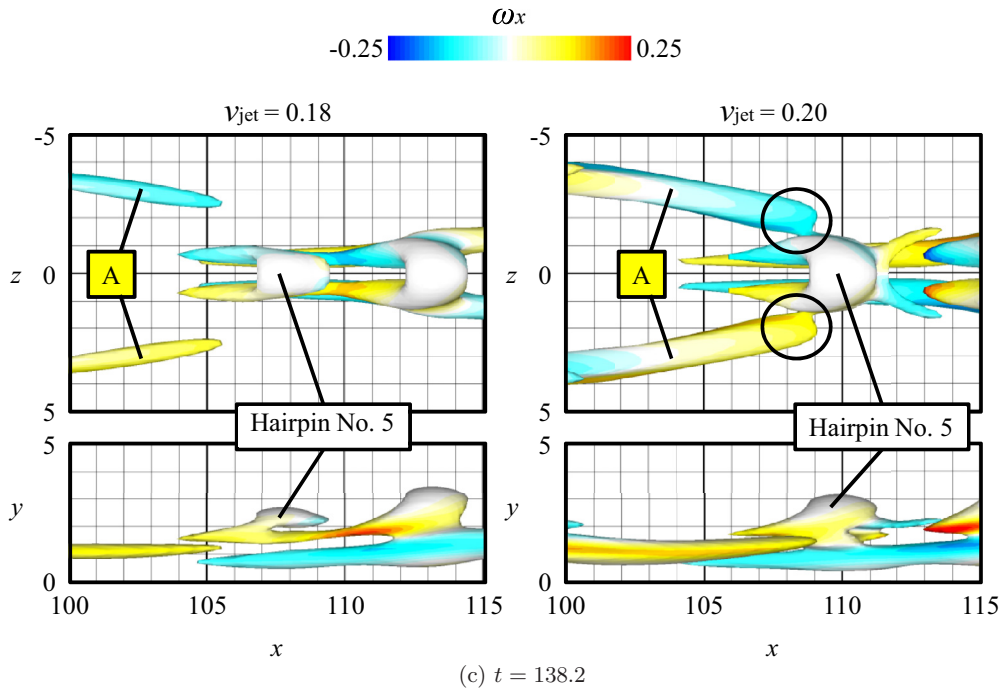 ωx
-0.25 0.25
vjet = 0.18 vjet = 0.20
-5 -5
A A
z 0 z 0
5 5
Hairpin No. 5 Hairpin No. 5
5 5
y y
0 0
100 105 110 115 100 105 110 115
x x
(c) t = 138.2